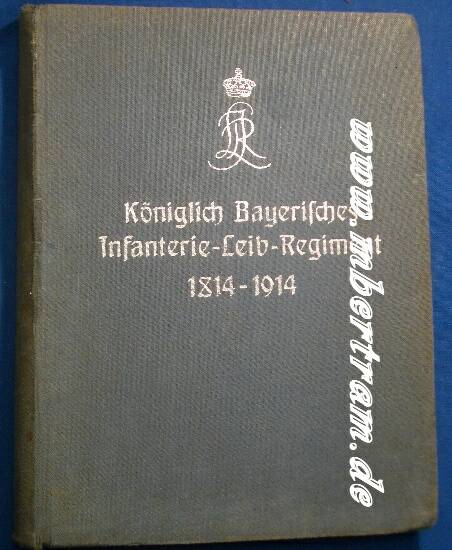 Königlich Bayerisches
Infanterie-Leib-Regiment
1814-1914
www.mbertram.de